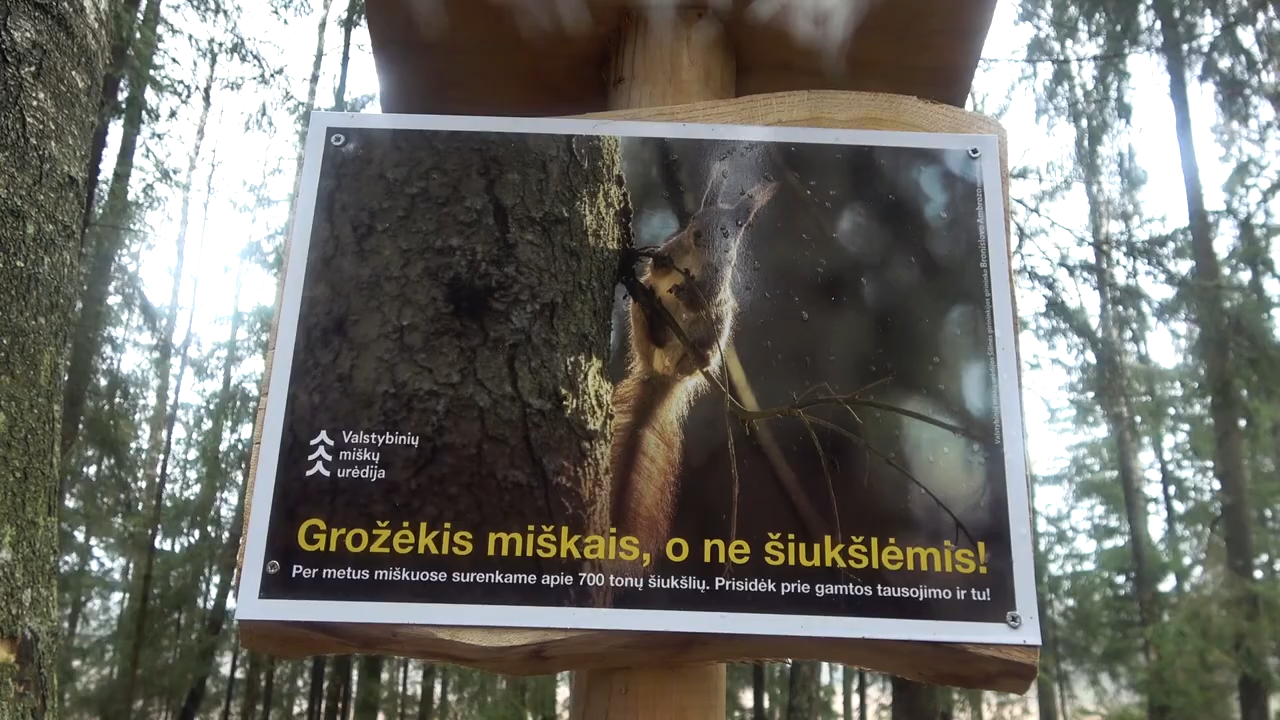 Valstybinių
miškų
urėdija
Grožėkis miškais, o ne šiukšlėmis!
Per metus miškuose surenkame apie 700 tonų šiukšlių. Prisidėk prie gamtos tausojimo ir tu!